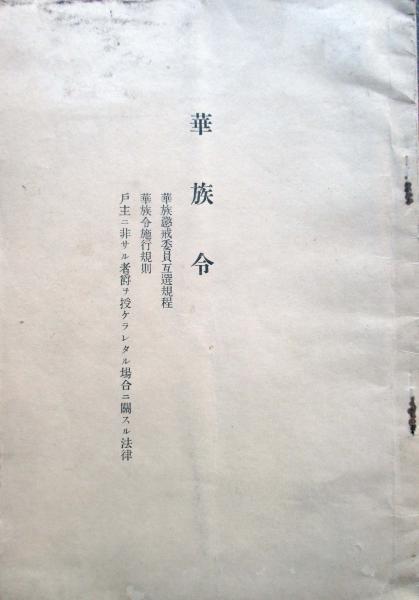 華族令
華族懲戒委員互選規程
華族令施行規則
戶主ニ非サル者爵ヲ授ケラレタル場合ニ關スル法律